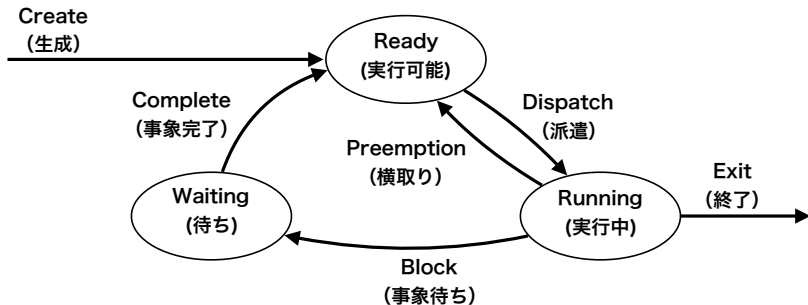 Create
（生成）
Ready
(実行可能)
Complete
（事象完了）
Dispatch
（派遣）
Preemption
（横取り）
Exit
（終了）
Waiting
(待ち)
Running
(実行中)
Block
（事象待ち）